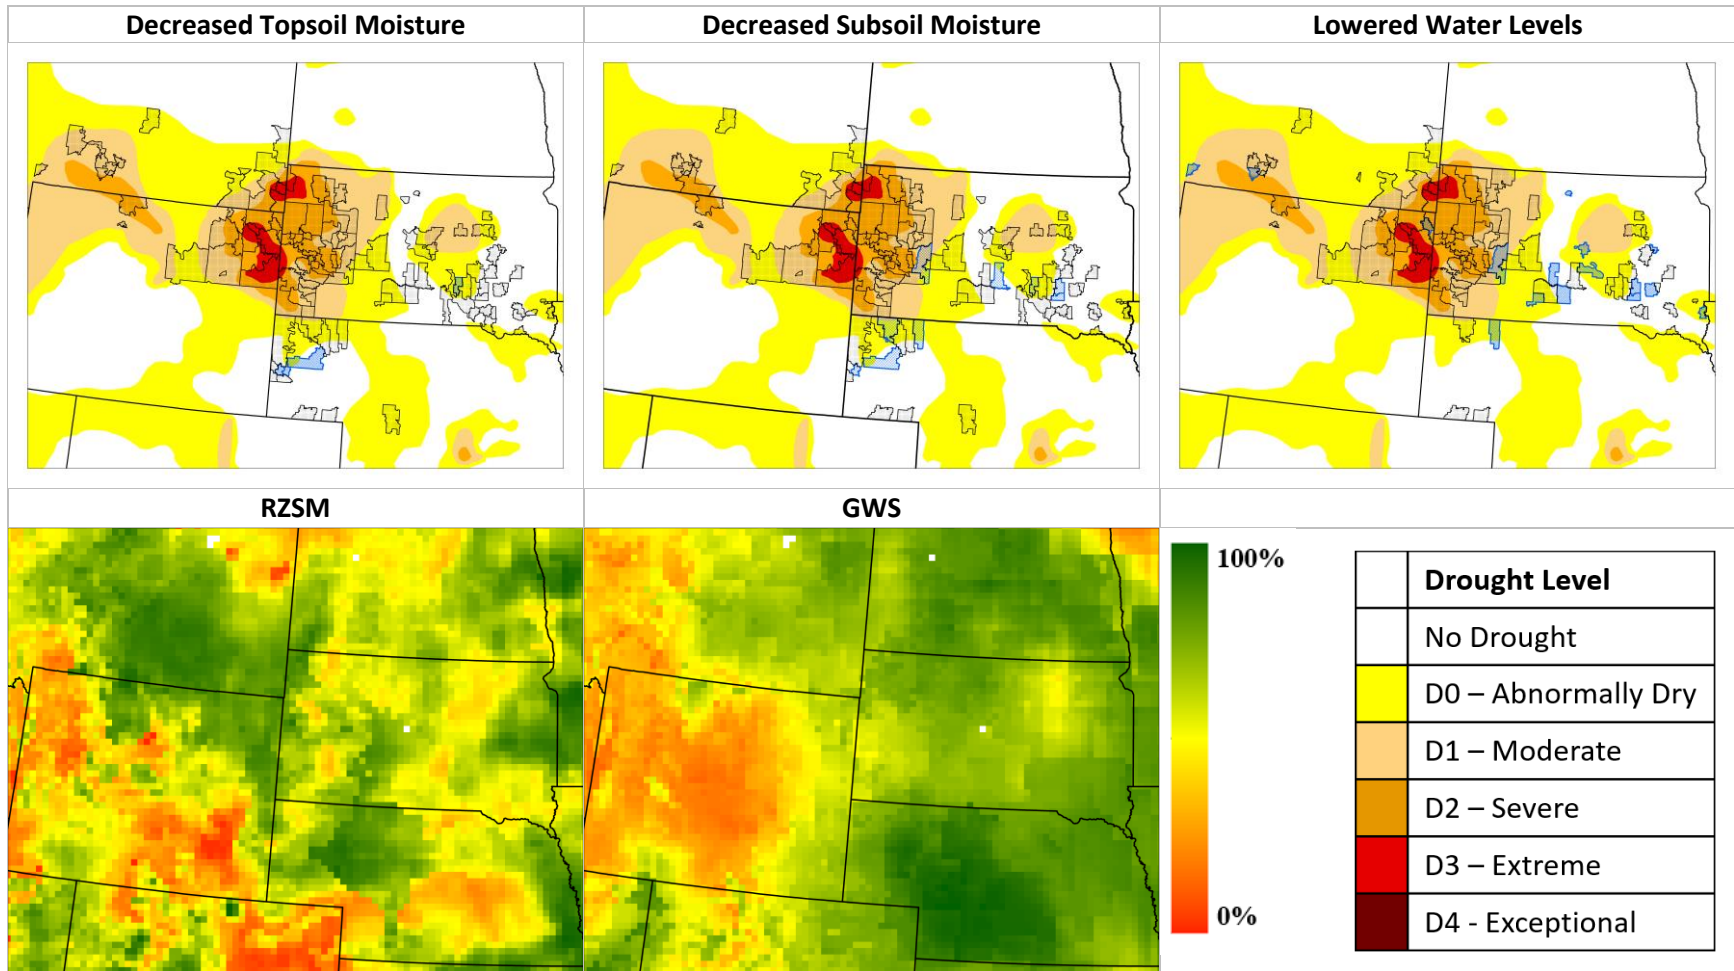 Decreased Topsoil Moisture
Decreased Subsoil Moisture
Lowered Water Levels
RZSM
GWS
100%
0%
Drought Level
No Drought
D0 – Abnormally Dry
D1 – Moderate
D2 – Severe
D3 – Extreme
D4 - Exceptional